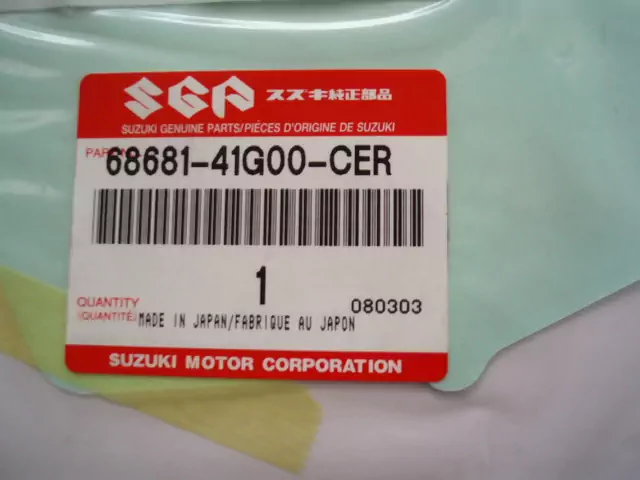 SGP スズキ純正部品
SUZUKI GENUINE PARTS/PIÈCES D'ORIGINE DE SUZUKI
PART NO.
68681-41G00-CER
1
QUANTITY
(QUANTITÉ)
080303
MADE IN JAPAN/FABRIQUE AU JAPON
SUZUKI MOTOR CORPORATION